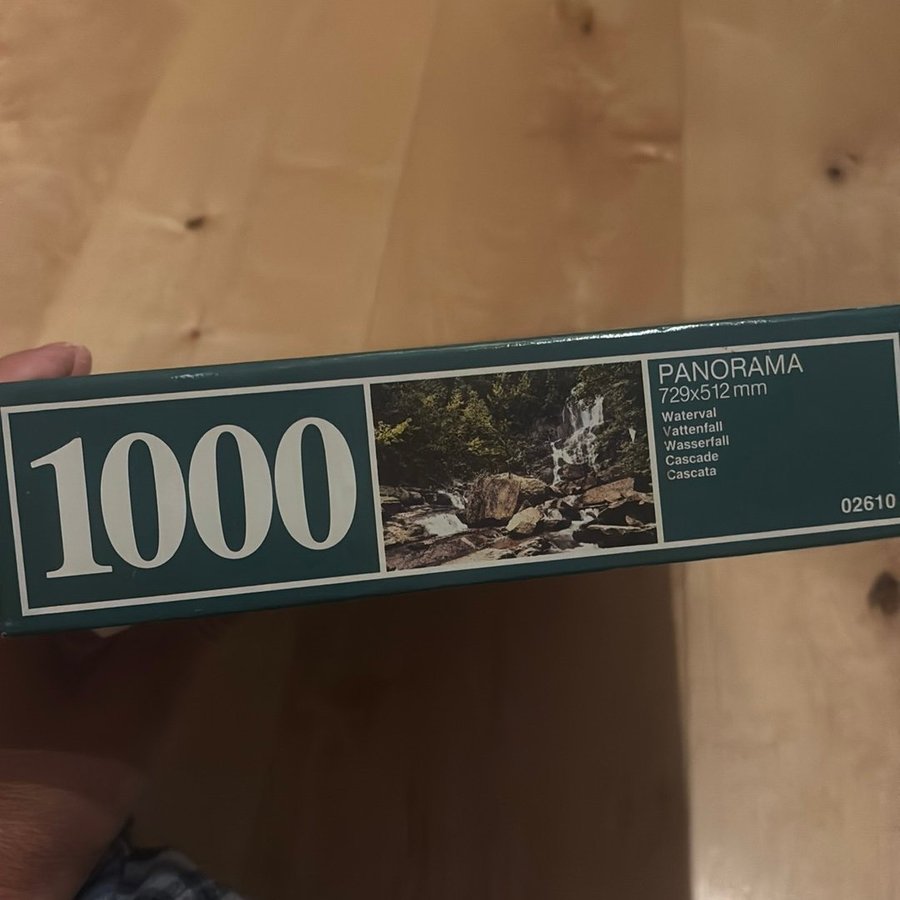 1000
PANORAMA
729x512 mm
Waterval
Vattenfall
Wasserfall
Cascade
Cascata
02610